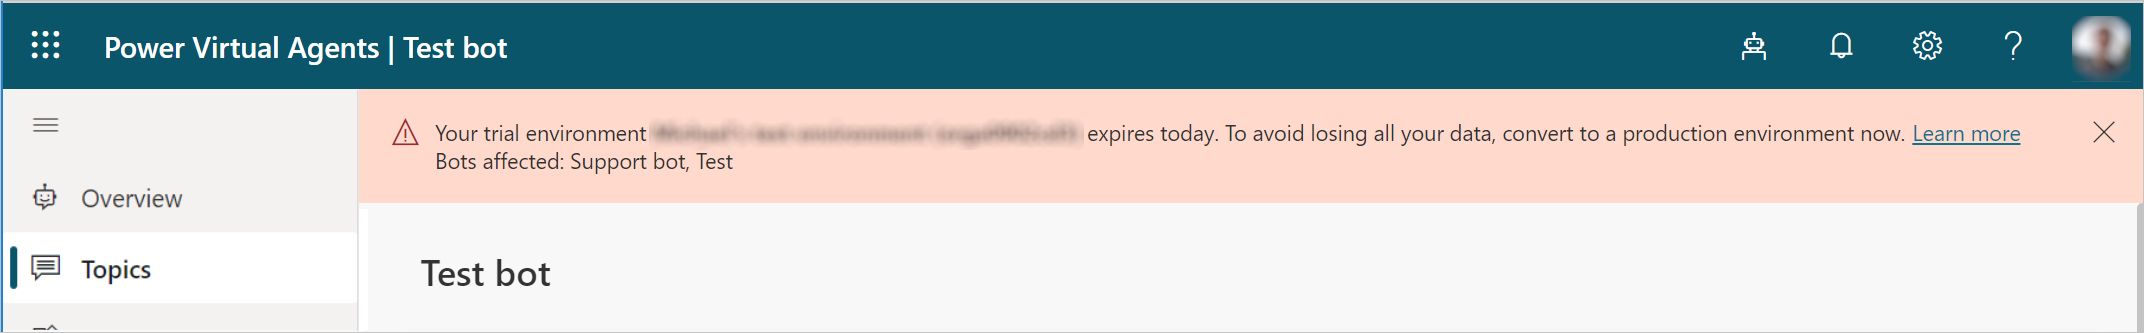 Power Virtual Agents | Test bot
Your trial environment expires today. To avoid losing all your data, convert to a production environment now. Learn more
Bots affected: Support bot, Test
Overview
Topics
Test bot